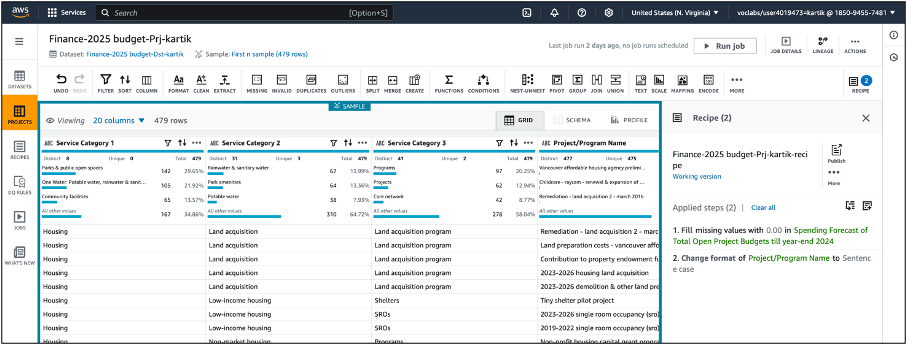 aws Services Search [Option+S] United States (N. Virginia) voclabs/user4019473=kartik @ 1850-9455-7481
Finance-2025 budget-Prj-kartik
Dataset: Finance-2025 budget-Dst-kartik Sample: First n sample (479 rows)
Last job run 2 days ago, no job runs scheduled
Run job
JOB DETAILS LINEAGE ACTIONS
DATASETS
PROJECTS
RECIPES
DQ RULES
JOBS
WHAT'S NEW
UNDO REDO FILTER SORT COLUMN FORMAT CLEAN EXTRACT MISSING INVALID DUPLICATES OUTLIERS SPLIT MERGE CREATE FUNCTIONS CONDITIONS NEST-UNNEST PIVOT GROUP JOIN UNION TEXT SCALE MAPPING ENCODE MORE RECIPE 2
SAMPLE
Viewing 20 columns 479 rows GRID SCHEMA PROFILE
ABC Service Category 1 ABC Service Category 2 ABC Service Category 3 ABC Project/Program Name
Distinct 8 Unique 0 Total 479 Distinct 31 Unique 3 Total 479 Distinct 41 Unique 2 Total 479 Distinct 477 Unique 475
Parks & public open spaces 142 29.65% Rainwater & sanitary water 67 13.99% Programs 97 20.25% Vancouver affordable housing agency prelimi...
One Water: Potable water, rainwater & sanit... 105 21.92% Park amenities 64 13.36% Projects 62 12.94% Childcare - raycam - renewal & expansion of ...
Community facilities 65 13.57% Potable water 38 7.93% Core network 42 8.77% Remediation - land acquisition 2 - march 2015
All other values 167 34.86% All other values 310 64.72% All other values 278 58.04% All other values
Housing Land acquisition Land acquisition program Remediation - land acquisition 2 - marc
Housing Land acquisition Land acquisition program Land preparation costs - vancouver affo
Housing Land acquisition Land acquisition program Contribution to property endowment fu
Housing Land acquisition Land acquisition program 2023-2026 housing land acquisition
Housing Land acquisition Land acquisition program 2023-2026 demolition & other land pre
Housing Low-income housing Shelters Tiny shelter pilot project
Housing Low-income housing SROs 2023-2026 single room occupancy (sro)
Housing Low-income housing SROs 2019-2022 single room occupancy (sro)
Housing Non-market housing Programs Non-profit housing capital grant progra
Recipe (2)
Finance-2025 budget-Prj-kartik-reci
pe
Working version
Publish
More
Applied steps (2) Clear all
1. Fill missing values with 0.00 in Spending Forecast of
Total Open Project Budgets till year-end 2024
2. Change format of Project/Program Name to Sentenc
e case